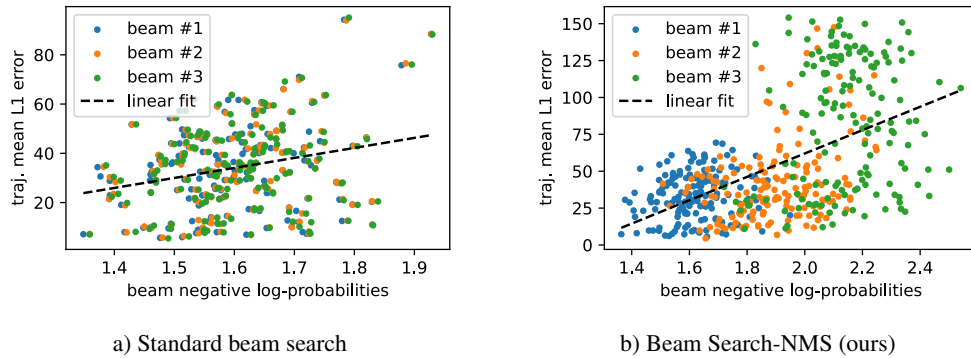 beam #1
beam #2
beam #3
linear fit
traj. mean L1 error
80
60
40
20
1.4 1.5 1.6 1.7 1.8 1.9
beam negative log-probabilities
a) Standard beam search
beam #1
beam #2
beam #3
linear fit
traj. mean L1 error
150
125
100
75
50
25
0
1.4 1.6 1.8 2.0 2.2 2.4
beam negative log-probabilities
b) Beam Search-NMS (ours)